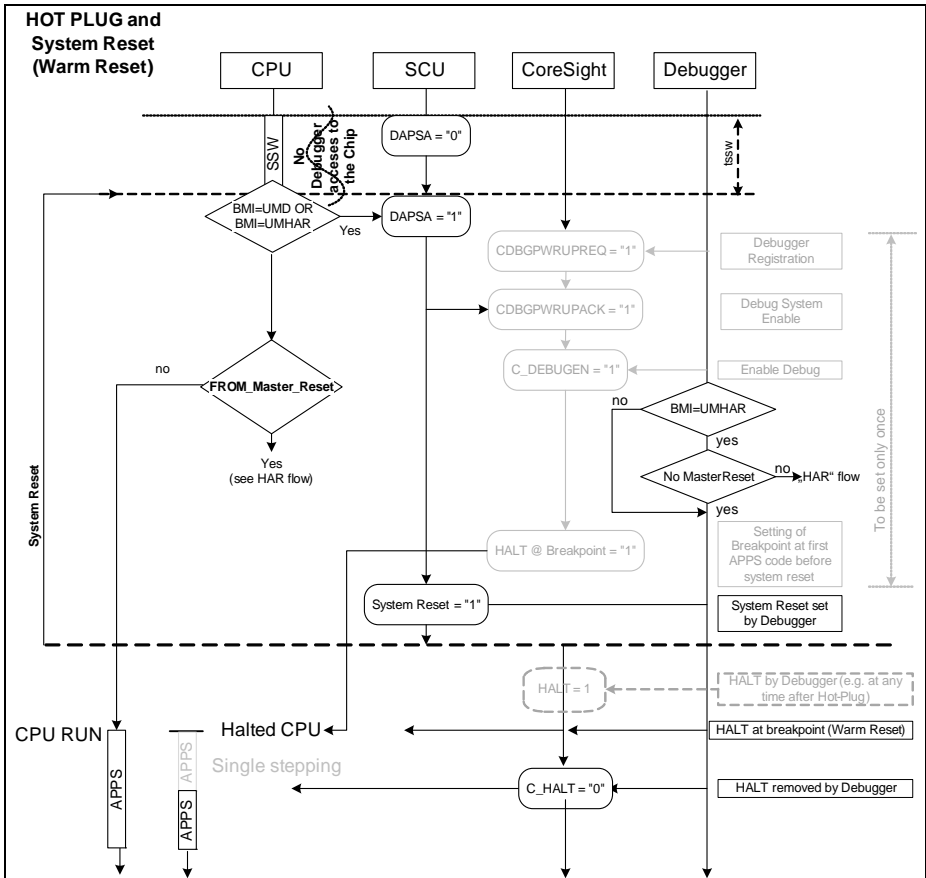 HOT PLUG and
System Reset
(Warm Reset)
CPU
SCU
CoreSight
Debugger
SSW
No
Debugger
acceses to
the Chip
DAPSA = "0"
tssw
BMI=UMD OR
BMI=UMHAR
Yes
DAPSA = "1"
CDBGPWRUPREQ = "1"
Debugger
Registration
CDBGPWRUPACK = "1"
Debug System
Enable
C_DEBUGEN = "1"
Enable Debug
no
FROM_Master_Reset
Yes
(see HAR flow)
no
BMI=UMHAR
yes
No MasterReset
no
„HAR“ flow
yes
To be set only once
System Reset
HALT @ Breakpoint = "1"
Setting of
Breakpoint at first
APPS code before
system reset
System Reset = "1"
System Reset set
by Debugger
HALT = 1
HALT by Debugger (e.g. at any
time after Hot-Plug)
CPU RUN
Halted CPU
HALT at breakpoint (Warm Reset)
APPS
APPS
Single stepping
APPS
C_HALT = "0"
HALT removed by Debugger